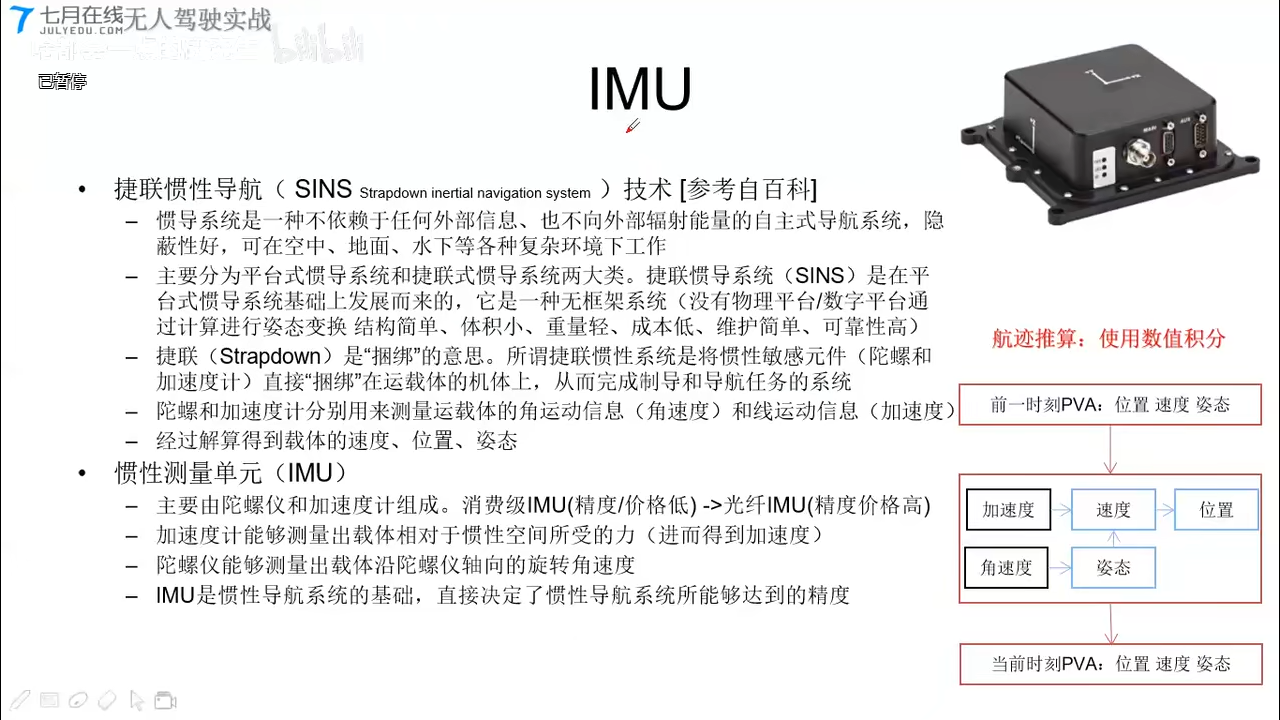 七月在线
JULYEDU.COM
无人驾驶实战
bilibili
已暂停
IMU
• 捷联惯性导航（ SINS Strapdown inertial navigation system ）技术 [参考自百科]
– 惯导系统是一种不依赖于任何外部信息、也不向外部辐射能量的自主式导航系统，隐
蔽性好，可在空中、地面、水下等各种复杂环境下工作
– 主要分为平台式惯导系统和捷联式惯导系统两大类。捷联惯导系统（SINS）是在平
台式惯导系统基础上发展而来的，它是一种无框架系统（没有物理平台/数字平台通
过计算进行姿态变换 结构简单、体积小、重量轻、成本低、维护简单、可靠性高）
– 捷联（Strapdown）是“捆绑”的意思。所谓捷联惯性系统是将惯性敏感元件（陀螺和
加速度计）直接“捆绑”在运载体的机体上，从而完成制导和导航任务的系统
– 陀螺和加速度计分别用来测量运载体的角运动信息（角速度）和线运动信息（加速度）
– 经过解算得到载体的速度、位置、姿态
• 惯性测量单元（IMU）
– 主要由陀螺仪和加速度计组成。消费级IMU(精度/价格低) ->光纤IMU(精度价格高)
– 加速度计能够测量出载体相对于惯性空间所受的力（进而得到加速度）
– 陀螺仪能够测量出载体沿陀螺仪轴向的旋转角速度
– IMU是惯性导航系统的基础，直接决定了惯性导航系统所能够达到的精度
MAIN
AUX
航迹推算：使用数值积分
前一时刻PVA：位置 速度 姿态
加速度
速度
位置
角速度
姿态
当前时刻PVA：位置 速度 姿态